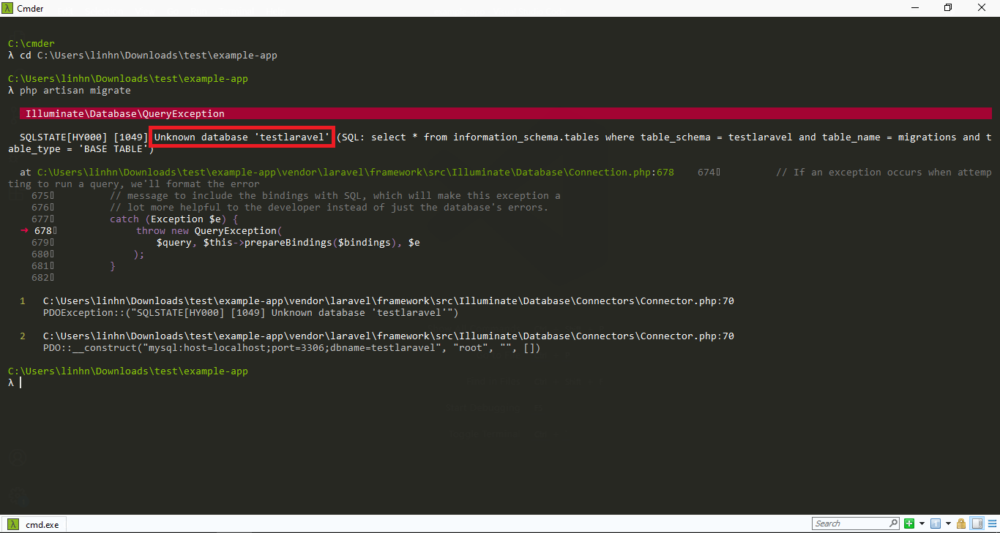 Cmder
C:\cmder
λ cd C:\Users\linhn\Downloads\test\example-app
C:\Users\linhn\Downloads\test\example-app
λ php artisan migrate
Illuminate\Database\QueryException
SQLSTATE[HY000] [1049] Unknown database 'testlaravel' (SQL: select * from information_schema.tables where table_schema = testlaravel and table_name = migrations and t
able_type = 'BASE TABLE')
at C:\Users\linhn\Downloads\test\example-app\vendor\laravel\framework\src\Illuminate\Database\Connection.php:678 674▯ // If an exception occurs when attemp
ting to run a query, we'll format the error
675▯ // message to include the bindings with SQL, which will make this exception a
676▯ // lot more helpful to the developer instead of just the database's errors.
677▯ catch (Exception $e) {
→ 678▯ throw new QueryException(
679▯ $query, $this->prepareBindings($bindings), $e
680▯ );
681▯ }
682▯
1 C:\Users\linhn\Downloads\test\example-app\vendor\laravel\framework\src\Illuminate\Database\Connectors\Connector.php:70
PDOException::("SQLSTATE[HY000] [1049] Unknown database 'testlaravel'")
2 C:\Users\linhn\Downloads\test\example-app\vendor\laravel\framework\src\Illuminate\Database\Connectors\Connector.php:70
PDO::__construct("mysql:host=localhost;port=3306;dbname=testlaravel", "root", "", [])
C:\Users\linhn\Downloads\test\example-app
λ
λ cmd.exe
Search